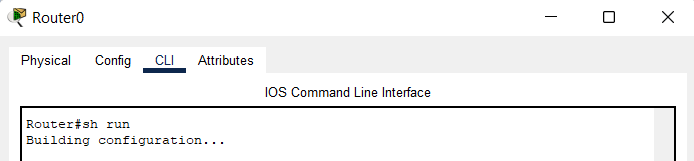 Router0
Physical Config CLI Attributes
IOS Command Line Interface
Router#sh run
Building configuration...